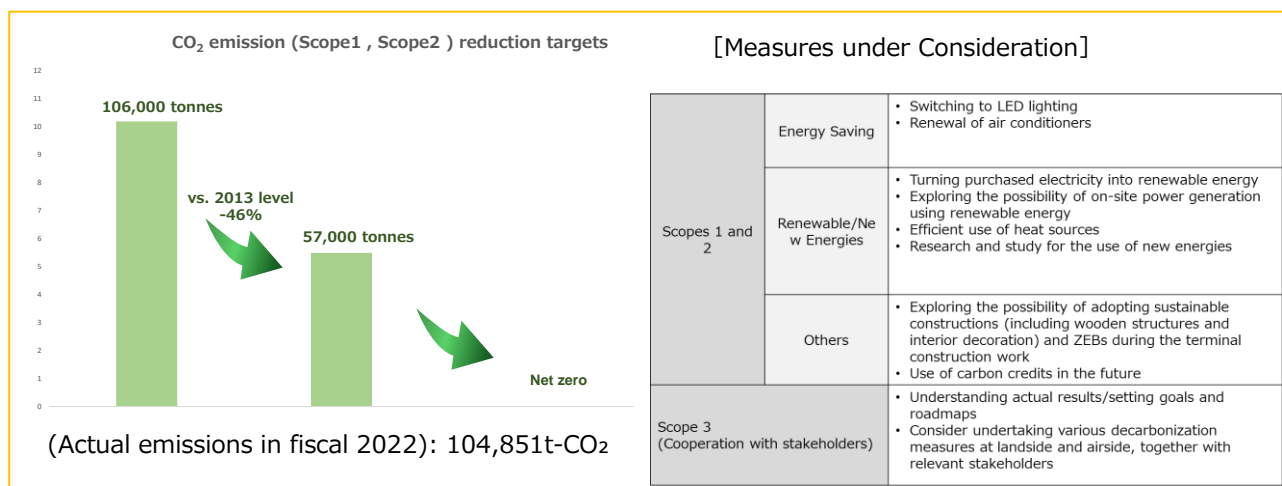 CO₂ emission (Scope1 , Scope2 ) reduction targets
12
11
10
9
8
7
6
5
4
3
2
1
0
106,000 tonnes
vs. 2013 level
-46%
57,000 tonnes
Net zero
(Actual emissions in fiscal 2022): 104,851t-CO₂
[Measures under Consideration]
Scopes 1 and
2
Energy Saving
• Switching to LED lighting
• Renewal of air conditioners
Renewable/Ne
w Energies
• Turning purchased electricity into renewable energy
• Exploring the possibility of on-site power generation
using renewable energy
• Efficient use of heat sources
• Research and study for the use of new energies
Others
• Exploring the possibility of adopting sustainable
constructions (including wooden structures and
interior decoration) and ZEBs during the terminal
construction work
• Use of carbon credits in the future
Scope 3
(Cooperation with stakeholders)
• Understanding actual results/setting goals and
roadmaps
• Consider undertaking various decarbonization
measures at landside and airside, together with
relevant stakeholders